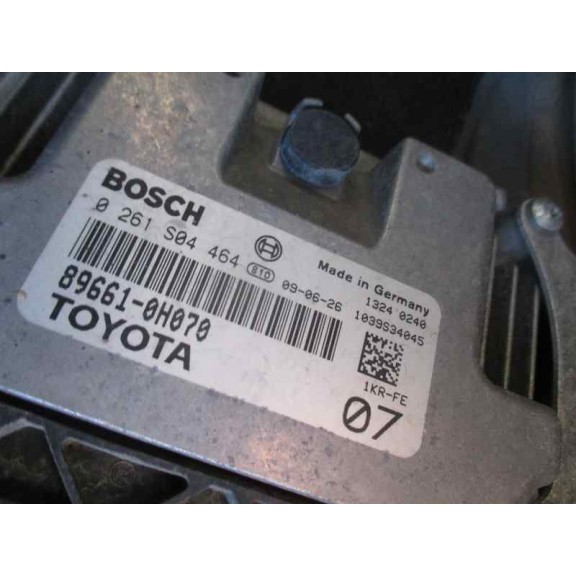 BOSCH
0 261 S04 464 610 09-06-26
Made in Germany
1324 0240
1039S34045
89661-0H070
TOYOTA
1KR-FE
07